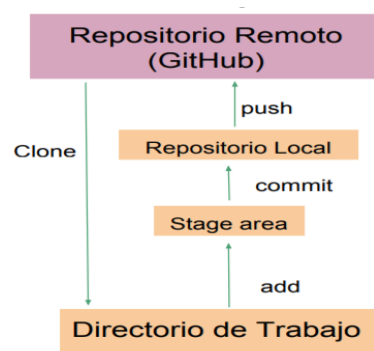 Repositorio Remoto
(GitHub)
push
Clone
Repositorio Local
commit
Stage area
add
Directorio de Trabajo